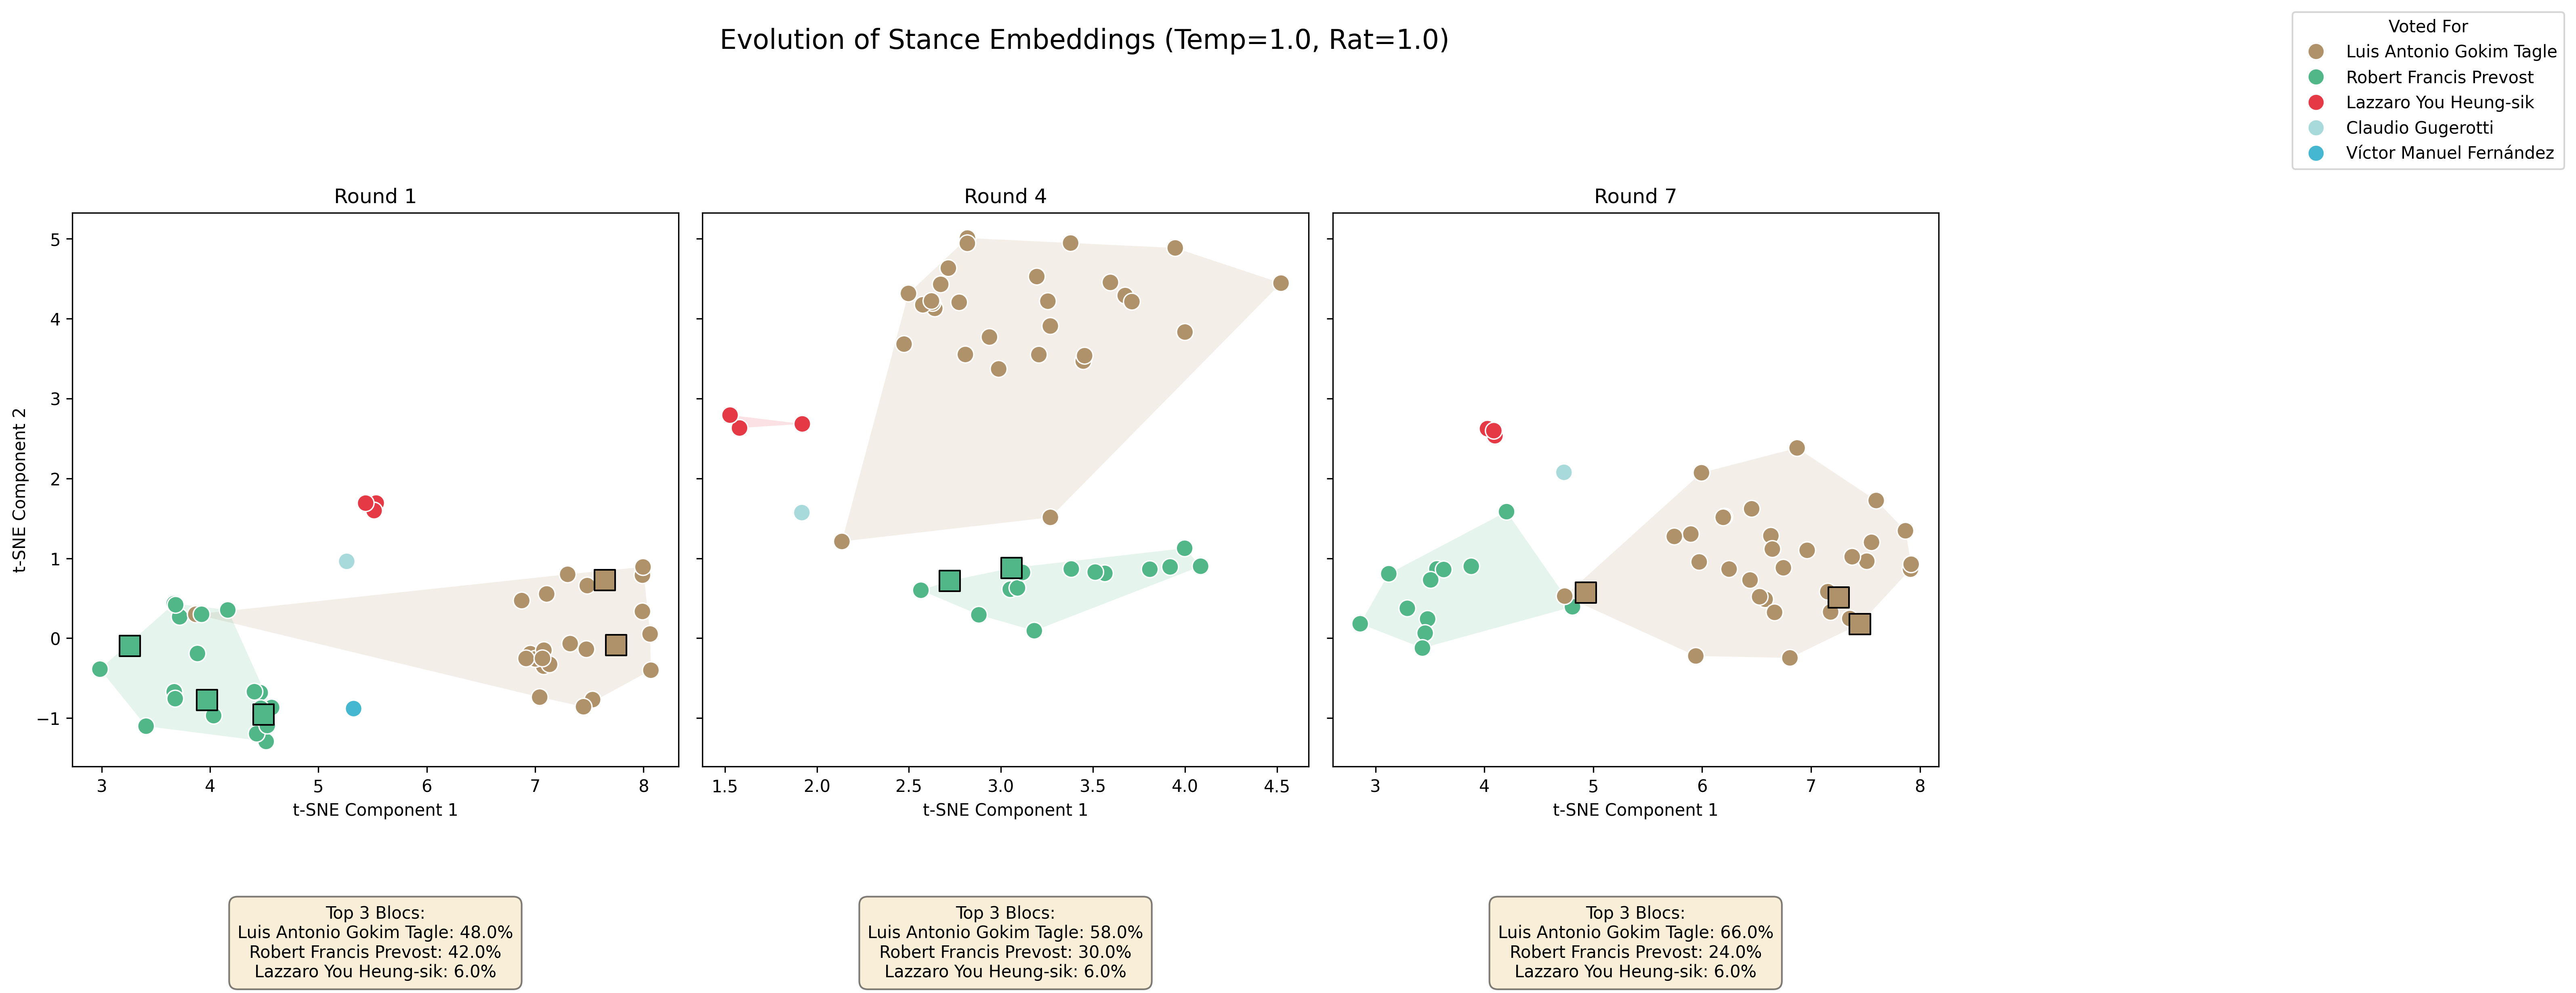 Evolution of Stance Embeddings (Temp=1.0, Rat=1.0)
Voted For
Luis Antonio Gokim Tagle
Robert Francis Prevost
Lazzaro You Heung-sik
Claudio Gugerotti
Víctor Manuel Fernández
Round 1
Round 4
Round 7
t-SNE Component 2
5
4
3
2
1
0
−1
3 4 5 6 7 8
1.5 2.0 2.5 3.0 3.5 4.0 4.5
3 4 5 6 7 8
t-SNE Component 1
t-SNE Component 1
t-SNE Component 1
Top 3 Blocs:
Luis Antonio Gokim Tagle: 48.0%
Robert Francis Prevost: 42.0%
Lazzaro You Heung-sik: 6.0%
Top 3 Blocs:
Luis Antonio Gokim Tagle: 58.0%
Robert Francis Prevost: 30.0%
Lazzaro You Heung-sik: 6.0%
Top 3 Blocs:
Luis Antonio Gokim Tagle: 66.0%
Robert Francis Prevost: 24.0%
Lazzaro You Heung-sik: 6.0%